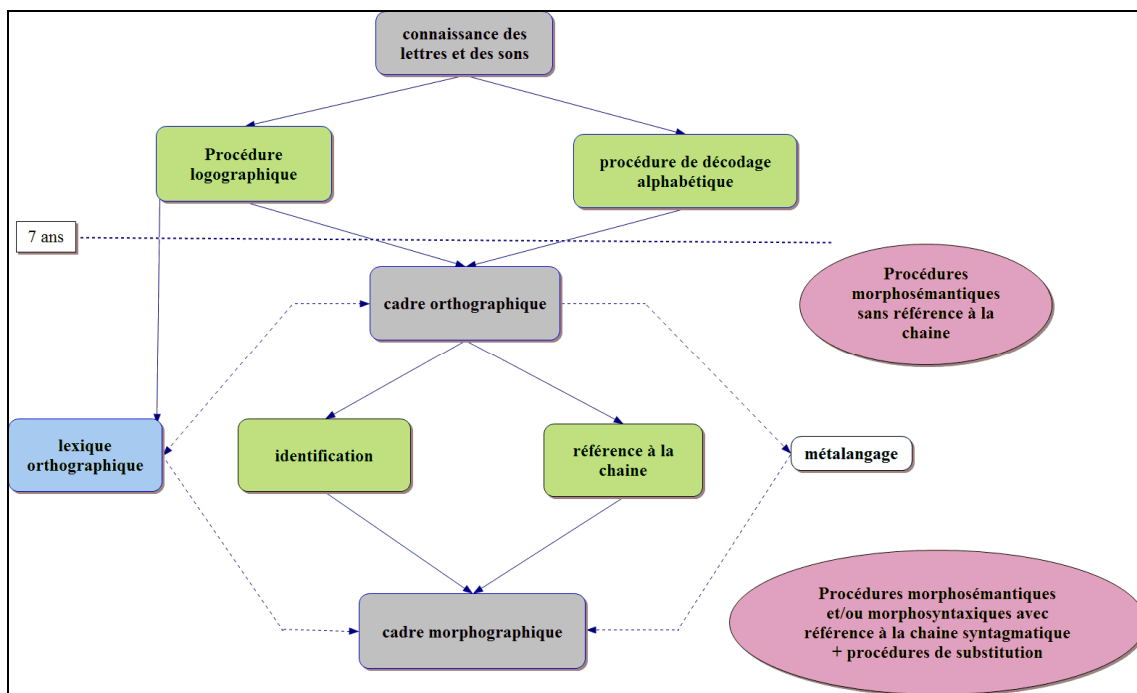 connaissance des
lettres et des sons
Procédure
logographique
procédure de décodage
alphabétique
7 ans
Procédures
morphosémantiques
sans référence à la
chaine
cadre orthographique
lexique
orthographique
identification
référence à la
chaine
métalangage
cadre morphographique
Procédures morphosémantiques
et/ou morphosyntaxiques avec
référence à la chaine syntagmatique
+ procédures de substitution